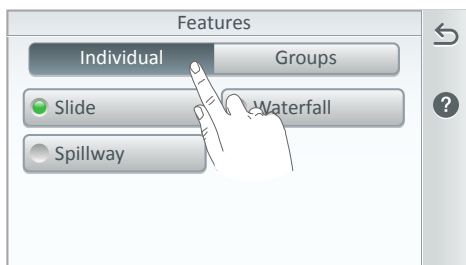 Features
Individual Groups
Slide Waterfall
Spillway
?